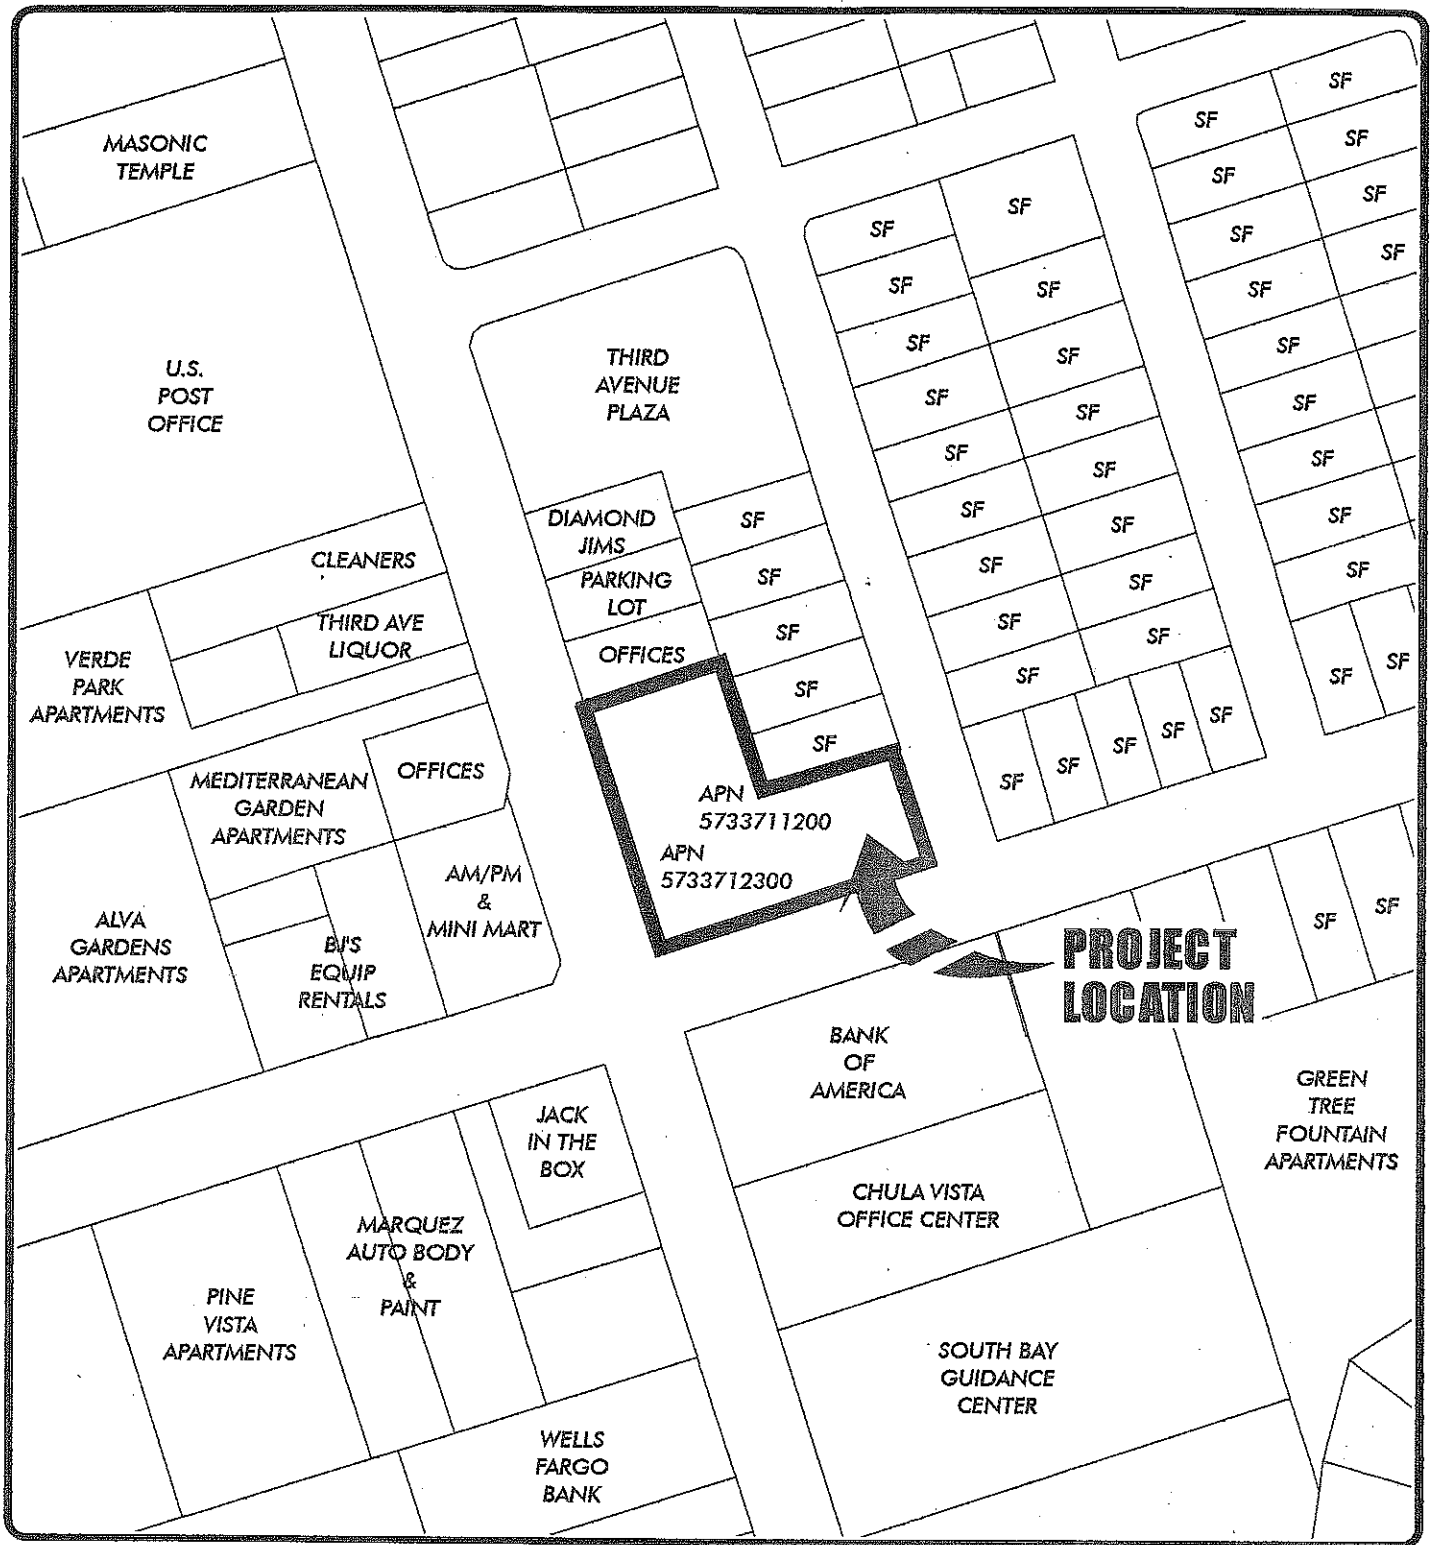 SF
SF
SF
MASONIC
TEMPLE
SF
SF
SF
SF
SF
SF
SF
SF
SF
SF
SF
SF
SF
THIRD
AVENUE
PLAZA
U.S.
POST
OFFICE
SF
SF
SF
SF
SF
SF
SF
SF
SF
DIAMOND
JIMS
SF
SF
SF
SF
CLEANERS
PARKING
LOT
SF
SF
SF
SF
THIRD AVE
LIQUOR
SF
SF
SF
OFFICES
VERDE
PARK
APARTMENTS
SF
SF
SF
SF
SF
SF
SF
SF
SF
SF
MEDITERRANEAN
GARDEN
APARTMENTS
OFFICES
APN
5733711200
APN
5733712300
AM/PM
&
MINI MART
ALVA
GARDENS
APARTMENTS
BJ'S
EQUIP
RENTALS
SF
SF
PROJECT
LOCATION
BANK
OF
AMERICA
GREEN
TREE
FOUNTAIN
APARTMENTS
JACK
IN THE
BOX
CHULA VISTA
OFFICE CENTER
MARQUEZ
AUTO BODY
&
PAINT
PINE
VISTA
APARTMENTS
SOUTH BAY
GUIDANCE
CENTER
WELLS
FARGO
BANK